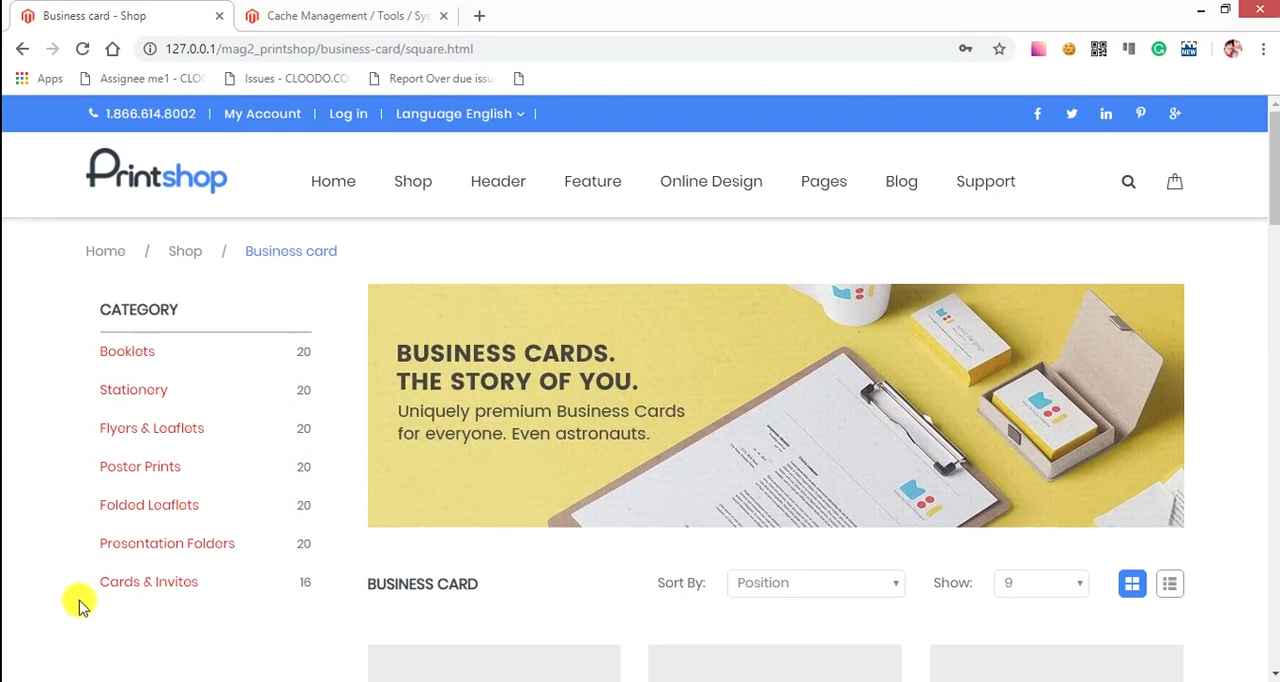 Business card - Shop
Cache Management / Tools / Sys
127.0.0.1/mag2_printshop/business-card/square.html
Apps
Assignee me1 - CLOO
Issues - CLOODO.CO
Report Over due issu
1.866.614.8002 | My Account | Log in | Language English |
Printshop
Home
Shop
Header
Feature
Online Design
Pages
Blog
Support
Home / Shop / Business card
CATEGORY
Booklets 20
Stationery 20
Flyers & Leaflets 20
Poster Prints 20
Folded Leaflets 20
Presentation Folders 20
Cards & Invites 16
BUSINESS CARDS.
THE STORY OF YOU.
Uniquely premium Business Cards
for everyone. Even astronauts.
BUSINESS CARD
Sort By: Position
Show: 9
NEW